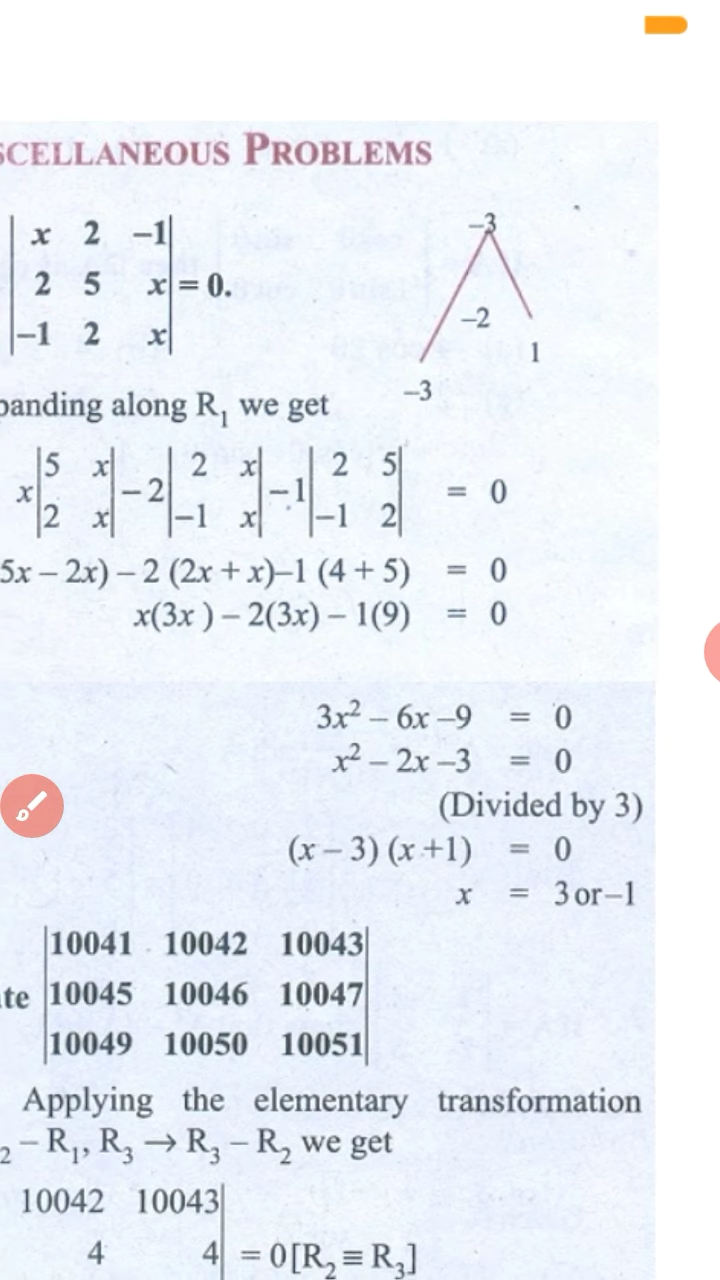 SCELLANEOUS PROBLEMS
x 2 –1
2 5 x = 0.
–1 2 x
–3
–2
1
–3
panding along R₁ we get
x |5 x| – 2 |2 x| –1 |2 5| = 0
|2 x| |–1 x| |–1 2|
5x – 2x) – 2 (2x + x)–1 (4 + 5) = 0
x(3x ) – 2(3x) – 1(9) = 0
3x² – 6x –9 = 0
x² – 2x –3 = 0
(Divided by 3)
(x – 3) (x +1) = 0
x = 3 or–1
|10041 10042 10043|
te |10045 10046 10047|
|10049 10050 10051|
Applying the elementary transformation
₂ – R₁, R₃ → R₃ – R₂ we get
10042 10043|
4 4| = 0[R₂ ≡ R₃]